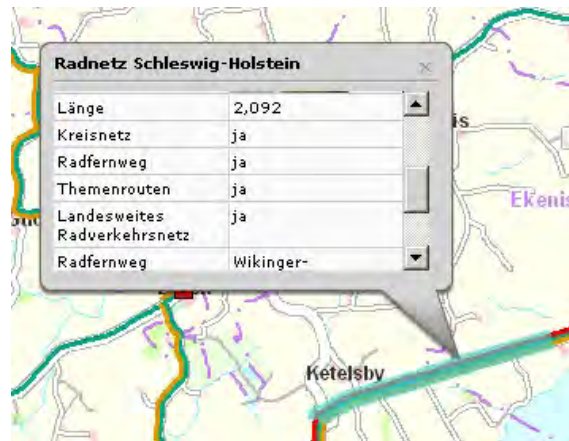 Radnetz Schleswig-Holstein
Länge 2,092
Kreisnetz ja
Radfernweg ja
Themenrouten ja
Landesweites ja
Radverkehrsnetz
Radfernweg Wikinger-
is
Ekenis
Ketelsby